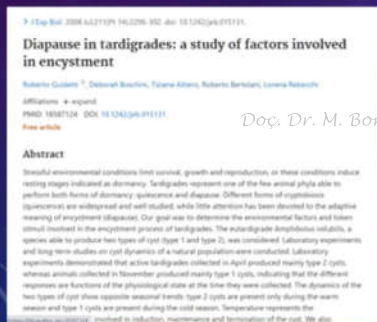 J Exp Biol. 2008 Jul;211(Pt 14):2296-302. doi: 10.1242/jeb.015131.
Diapause in tardigrades: a study of factors involved
in encystment
Roberto Guidetti, Deborah Boschini, Tiziana Altiero, Roberto Bertolani, Lorena Rebecchi
Affiliations + expand
PMID: 18587124 DOI: 10.1242/jeb.015131
Free article
Doç. Dr. M. Bor
Abstract
Stressful environmental conditions limit survival, growth and reproduction, or these conditions induce
resting stages indicated as dormancy. Tardigrades represent one of the few animal phyla able to
perform both forms of dormancy: quiescence and diapause. Different forms of cryptobiosis
(quiescence) are widespread and well studied, while little attention has been devoted to the adaptive
meaning of encystment (diapause). Our goal was to determine the environmental factors and token
stimuli involved in the encystment process of tardigrades. The eutardigrade Amphibolus volubilis, a
species able to produce two types of cyst (type 1 and type 2), was considered. Laboratory experiments
and long-term studies on cyst dynamics of a natural population were conducted. Laboratory
experiments demonstrated that active tardigrades collected in April produced mainly type 2 cysts,
whereas animals collected in November produced mainly type 1 cysts, indicating that the different
responses are functions of the physiological state at the time they were collected. The dynamics of the
two types of cyst show opposite seasonal trends: type 2 cysts are present only during the warm
season and type 1 cysts are present during the cold season. Temperature represents the
involved in induction, maintenance and termination of the cyst. We also